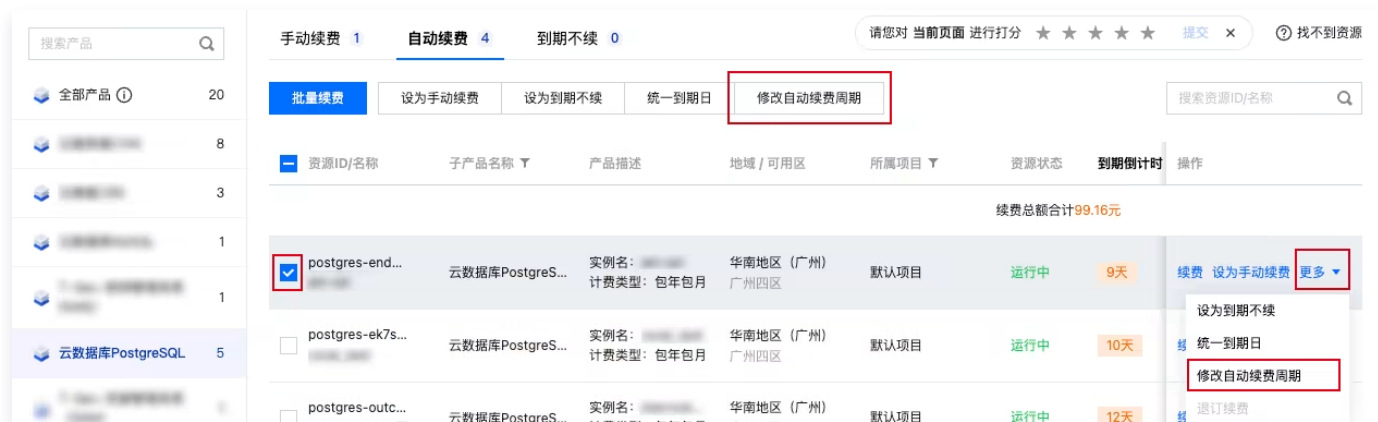 搜索产品
手动续费 1 自动续费 4 到期不续 0
请您对 当前页面 进行打分 提交 × 找不到资源
批量续费 设为手动续费 设为到期不续 统一到期日 修改自动续费周期
搜索资源ID/名称
全部产品 20
8
3
1
1
云数据库PostgreSQL 5
资源ID/名称 子产品名称 产品描述 地域 / 可用区 所属项目 资源状态 到期倒计时 操作
续费总额合计99.16元
postgres-end... 云数据库PostgreS... 实例名: 华南地区（广州） 默认项目 运行中 9天 续费 设为手动续费 更多
计费类型: 包年包月 广州四区
设为到期不续
统一到期日
修改自动续费周期
退订续费
postgres-ek7s... 云数据库PostgreS... 实例名: 华南地区（广州） 默认项目 运行中 10天 续
计费类型: 包年包月 广州四区
postgres-outc... 云数据库PostgreS... 实例名: 华南地区（广州） 默认项目 运行中 12天 续